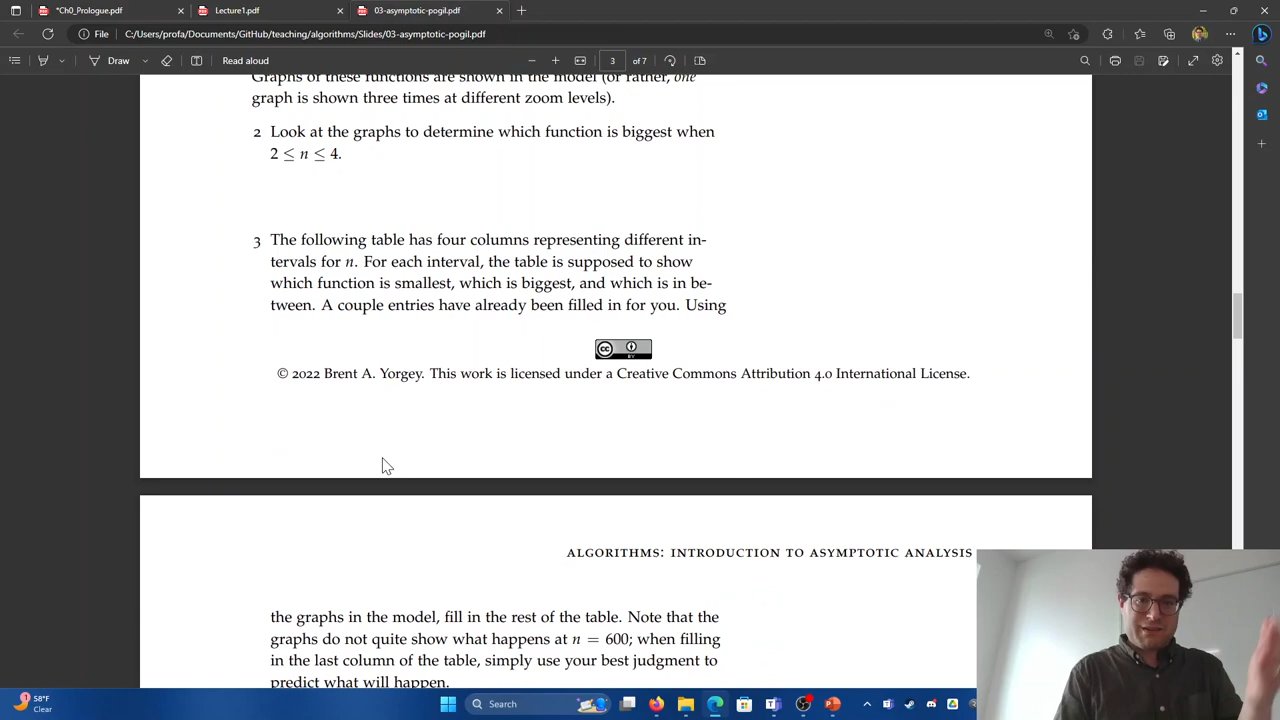 *Ch0_Prologue.pdf
Lecture1.pdf
03-asymptotic-pogil.pdf
File
C:/Users/profa/Documents/GitHub/teaching/algorithms/Slides/03-asymptotic-pogil.pdf
Draw
Read aloud
3
of 7
Graphs of these functions are shown in the model (or rather, one
graph is shown three times at different zoom levels).
2 Look at the graphs to determine which function is biggest when
2 ≤ n ≤ 4.
3 The following table has four columns representing different in-
tervals for n. For each interval, the table is supposed to show
which function is smallest, which is biggest, and which is in be-
tween. A couple entries have already been filled in for you. Using
cc
BY
© 2022 Brent A. Yorgey. This work is licensed under a Creative Commons Attribution 4.0 International License.
ALGORITHMS: INTRODUCTION TO ASYMPTOTIC ANALYSIS
the graphs in the model, fill in the rest of the table. Note that the
graphs do not quite show what happens at n = 600; when filling
in the last column of the table, simply use your best judgment to
predict what will happen.
1
58°F
Clear
Search